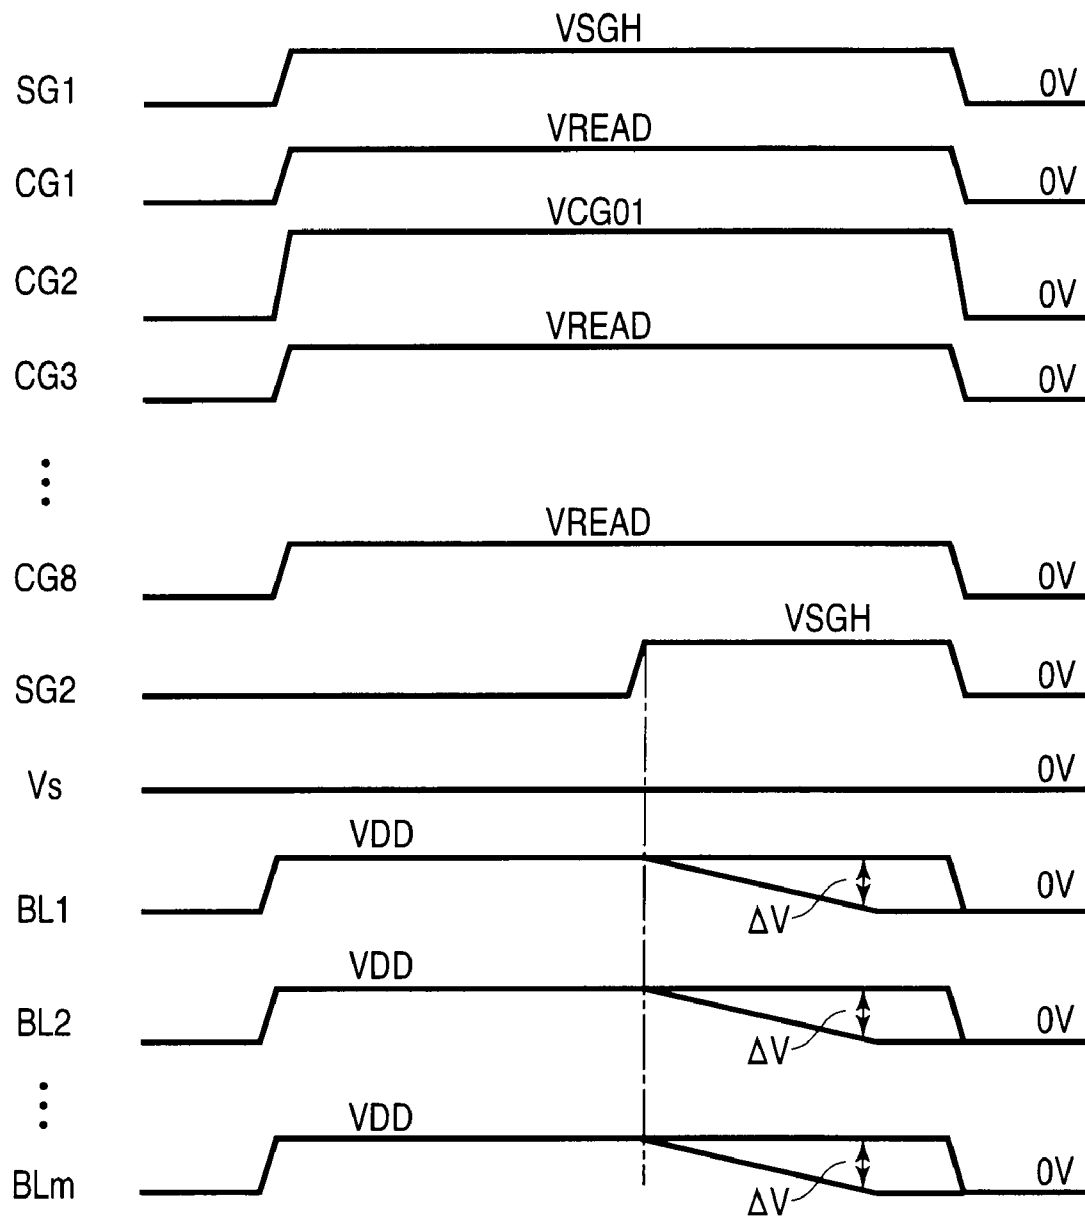 VSGH
SG1 0V
VREAD
CG1 0V
VCG01
CG2 0V
VREAD
CG3 0V
VREAD
CG8 0V
VSGH
SG2 0V
Vs 0V
VDD
BL1 ΔV 0V
VDD
BL2 ΔV 0V
VDD
BLm ΔV 0V